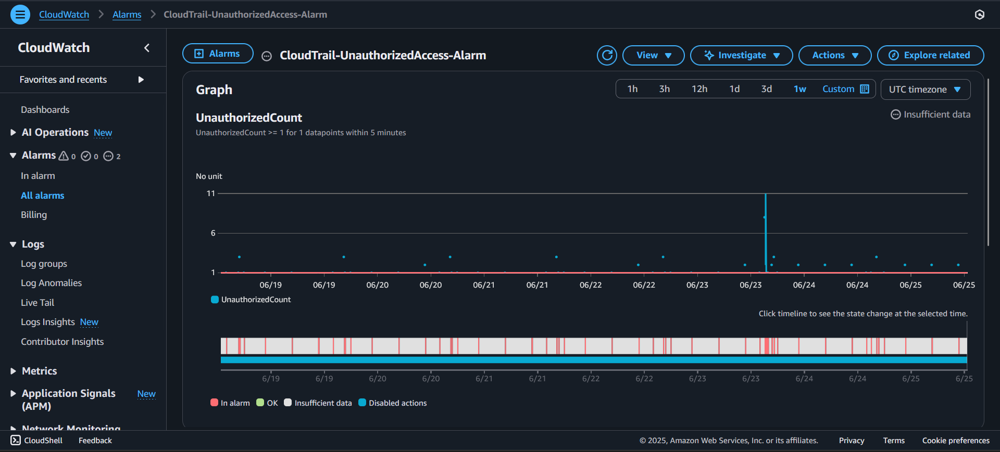 CloudWatch > Alarms > CloudTrail-UnauthorizedAccess-Alarm
CloudWatch
Favorites and recents
Dashboards
AI Operations New
Alarms 0 0 2
In alarm
All alarms
Billing
Logs
Log groups
Log Anomalies
Live Tail
Logs Insights New
Contributor Insights
Metrics
Application Signals New
(APM)
Network Monitoring
Alarms
CloudTrail-UnauthorizedAccess-Alarm
View
Investigate
Actions
Explore related
Graph
1h 3h 12h 1d 3d 1w Custom
UTC timezone
UnauthorizedCount
Insufficient data
UnauthorizedCount >= 1 for 1 datapoints within 5 minutes
No unit
11
6
1
06/19 06/19 06/20 06/20 06/21 06/21 06/22 06/22 06/23 06/23 06/24 06/24 06/25 06/25
UnauthorizedCount
Click timeline to see the state change at the selected time.
6/19 6/19 6/20 6/20 6/21 6/21 6/22 6/22 6/23 6/23 6/24 6/24 6/25 6/25
In alarm OK Insufficient data Disabled actions
CloudShell Feedback
© 2025, Amazon Web Services, Inc. or its affiliates. Privacy Terms Cookie preferences